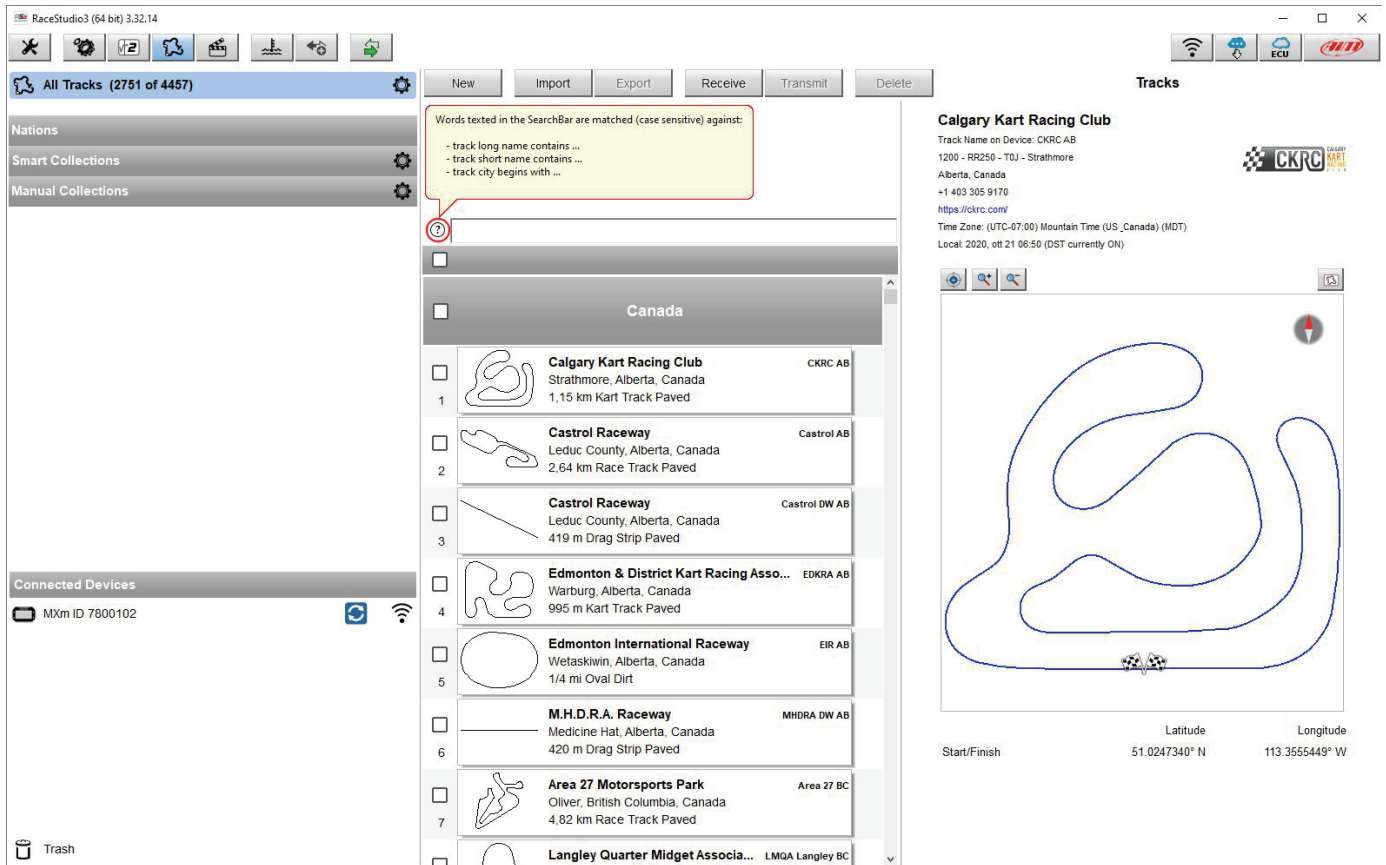 RaceStudio3 (64 bit) 3.32.14
ECU
AiM
All Tracks (2751 of 4457)
Nations
Smart Collections
Manual Collections
Connected Devices
MXm ID 7800102
Trash
New
Import
Export
Receive
Transmit
Delete
Words texted in the SearchBar are matched (case sensitive) against:
- track long name contains ...
- track short name contains ...
- track city begins with ...
?
Canada
Calgary Kart Racing Club CKRC AB
Strathmore, Alberta, Canada
1,15 km Kart Track Paved
1
Castrol Raceway Castrol AB
Leduc County, Alberta, Canada
2,64 km Race Track Paved
2
Castrol Raceway Castrol DW AB
Leduc County, Alberta, Canada
419 m Drag Strip Paved
3
Edmonton & District Kart Racing Asso... EDKRA AB
Warburg, Alberta, Canada
995 m Kart Track Paved
4
Edmonton International Raceway EIR AB
Wetaskiwin, Alberta, Canada
1/4 mi Oval Dirt
5
M.H.D.R.A. Raceway MHDRA DW AB
Medicine Hat, Alberta, Canada
420 m Drag Strip Paved
6
Area 27 Motorsports Park Area 27 BC
Oliver, British Columbia, Canada
4,82 km Race Track Paved
7
Langley Quarter Midget Associa... LMQA Langley BC
Tracks
Calgary Kart Racing Club
Track Name on Device: CKRC AB
1200 - RR250 - T0J - Strathmore
Alberta, Canada
+1 403 305 9170
https://ckrc.com/
Time Zone: (UTC-07:00) Mountain Time (US_Canada) (MDT)
Local: 2020, ott 21 06:50 (DST currently ON)
CKRC CALGARY KART RACING CLUB
Latitude Longitude
Start/Finish 51.0247340° N 113.3555449° W